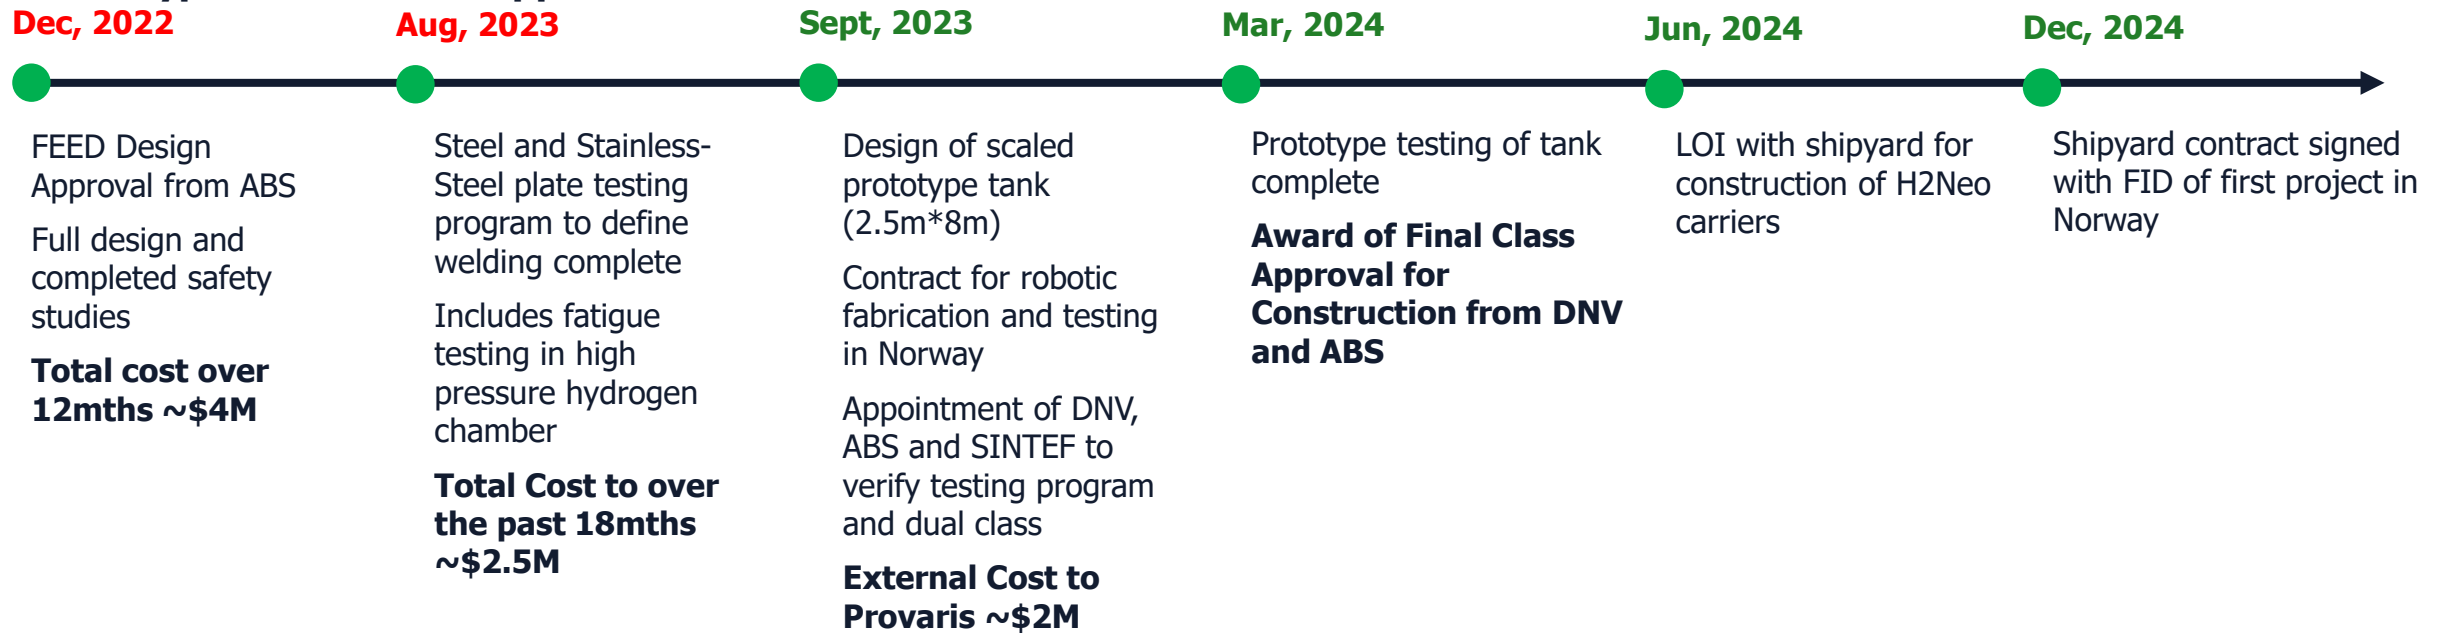 Dec, 2022
FEED Design
Approval from ABS
Full design and
completed safety
studies
Total cost over
12mths ~$4M
Aug, 2023
Steel and Stainless-
Steel plate testing
program to define
welding complete
Includes fatigue
testing in high
pressure hydrogen
chamber
Total Cost to over
the past 18mths
~$2.5M
Sept, 2023
Design of scaled
prototype tank
(2.5m*8m)
Contract for robotic
fabrication and testing
in Norway
Appointment of DNV,
ABS and SINTEF to
verify testing program
and dual class
External Cost to
Provaris ~$2M
Mar, 2024
Prototype testing of tank
complete
Award of Final Class
Approval for
Construction from DNV
and ABS
Jun, 2024
LOI with shipyard for
construction of H2Neo
carriers
Dec, 2024
Shipyard contract signed
with FID of first project in
Norway